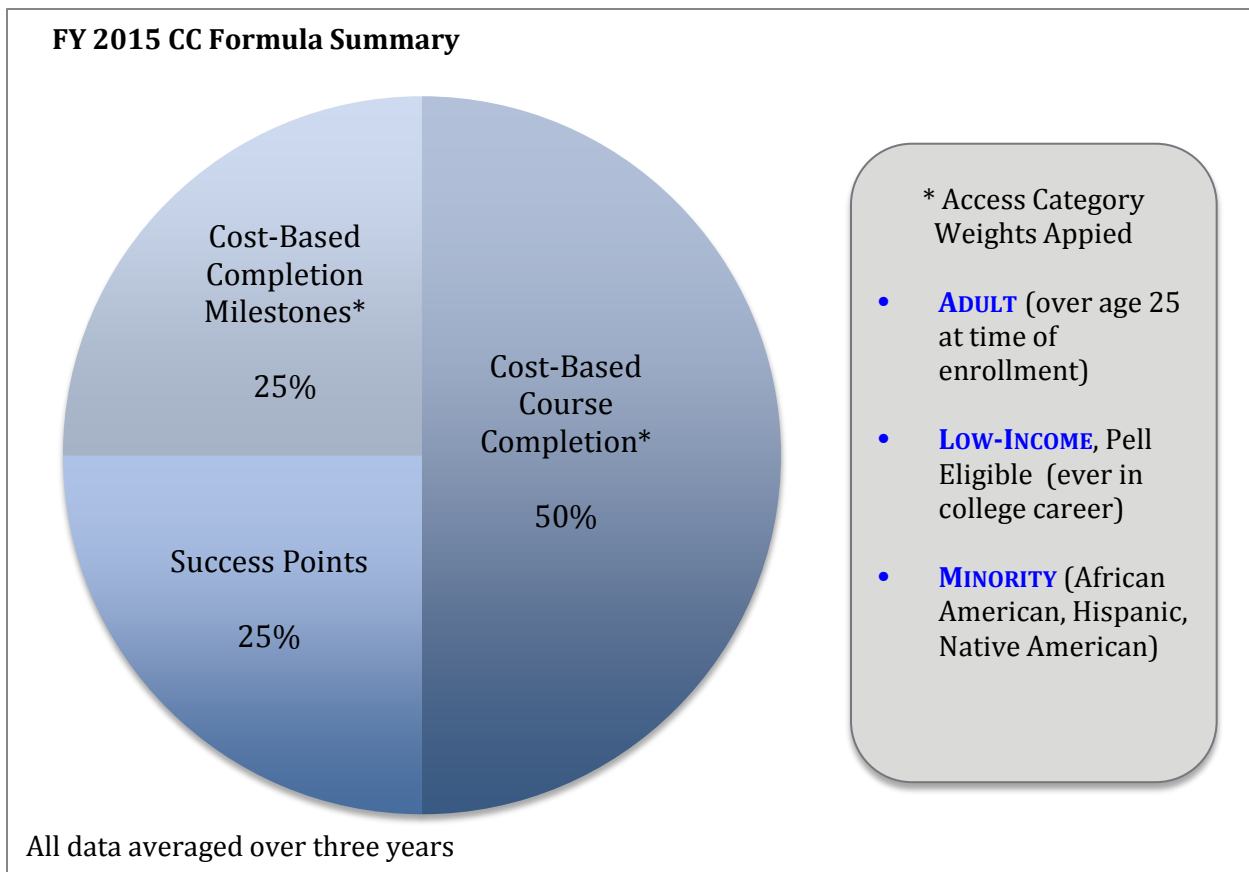 FY 2015 CC Formula Summary
Cost-Based
Completion
Milestones*
25%
Cost-Based
Course
Completion*
50%
Success Points
25%
* Access Category
Weights Appied
• ADULT (over age 25
at time of
enrollment)
• LOW-INCOME, Pell
Eligible (ever in
college career)
• MINORITY (African
American, Hispanic,
Native American)
All data averaged over three years